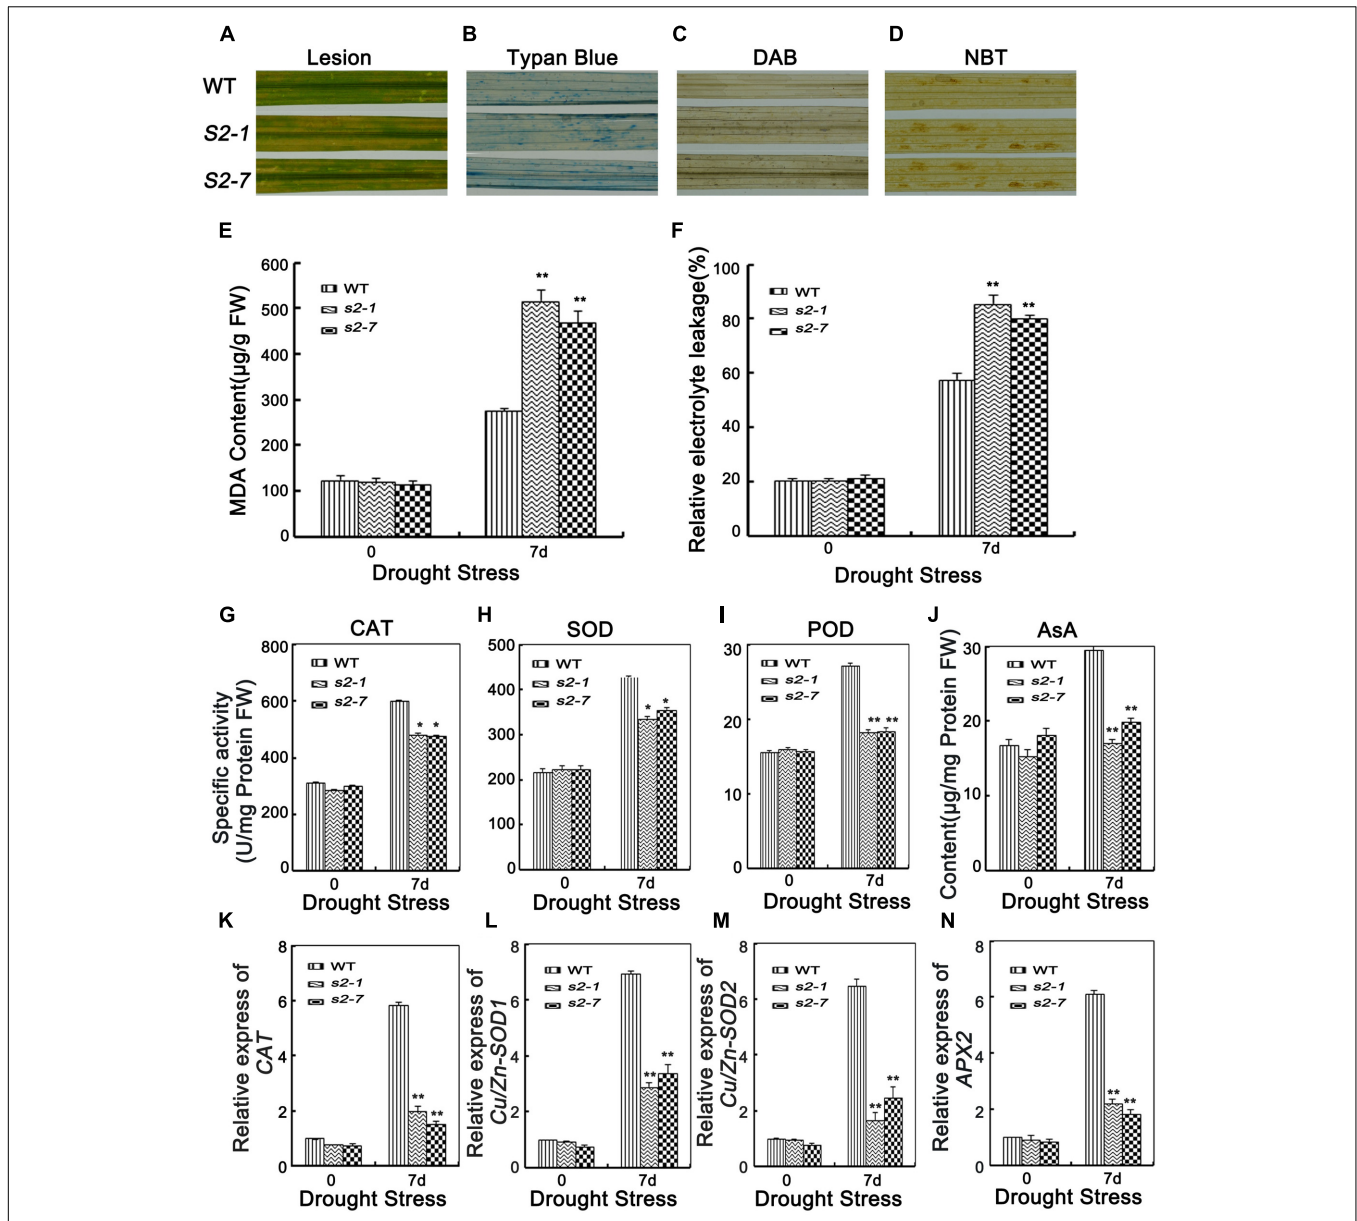 A B C D
Lesion Typan Blue DAB NBT
WT
S2-1
S2-7
E F
MDA Content(µg/g FW)
600
500
400
300
200
100
0
WT
s2-1
s2-7
** **
0 7d
Drought Stress
Relative electrolyte leakage(%)
100
80
60
40
20
0
WT
s2-1
s2-7
** **
0 7d
Drought Stress
G H I J
CAT
Specific activity
(U/mg Protein FW)
800
600
400
200
0
WT
s2-1
s2-7
* *
0 7d
Drought Stress
SOD
500
400
300
200
100
0
WT
s2-1
s2-7
* *
0 7d
Drought Stress
POD
30
20
10
0
WT
s2-1
s2-7
** **
0 7d
Drought Stress
AsA
Content(µg/mg Protein FW)
30
20
10
0
WT
s2-1
s2-7
** **
0 7d
Drought Stress
K L M N
Relative express of
CAT
8
6
4
2
0
WT
s2-1
s2-7
** **
0 7d
Drought Stress
Relative express of
Cu/Zn-SOD1
8
6
4
2
0
WT
s2-1
s2-7
** **
0 7d
Drought Stress
Relative express of
Cu/Zn-SOD2
8
6
4
2
0
WT
s2-1
s2-7
** **
0 7d
Drought Stress
Relative express of
APX2
8
6
4
2
0
WT
s2-1
s2-7
** **
0 7d
Drought Stress